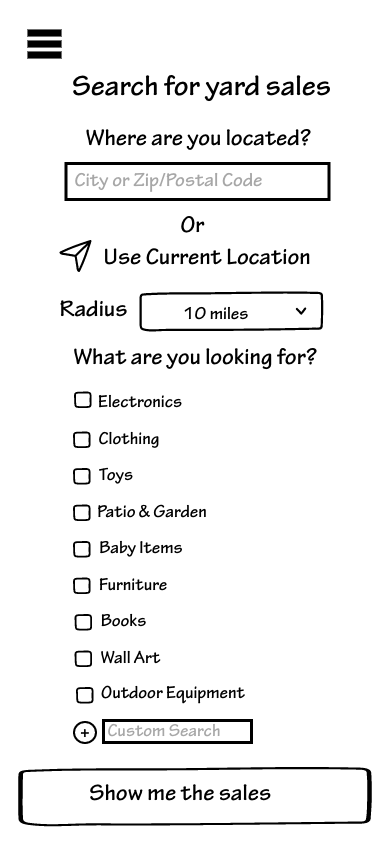 Search for yard sales
Where are you located?
City or Zip/Postal Code
Or
Use Current Location
Radius 10 miles
What are you looking for?
Electronics
Clothing
Toys
Patio & Garden
Baby Items
Furniture
Books
Wall Art
Outdoor Equipment
Custom Search
Show me the sales